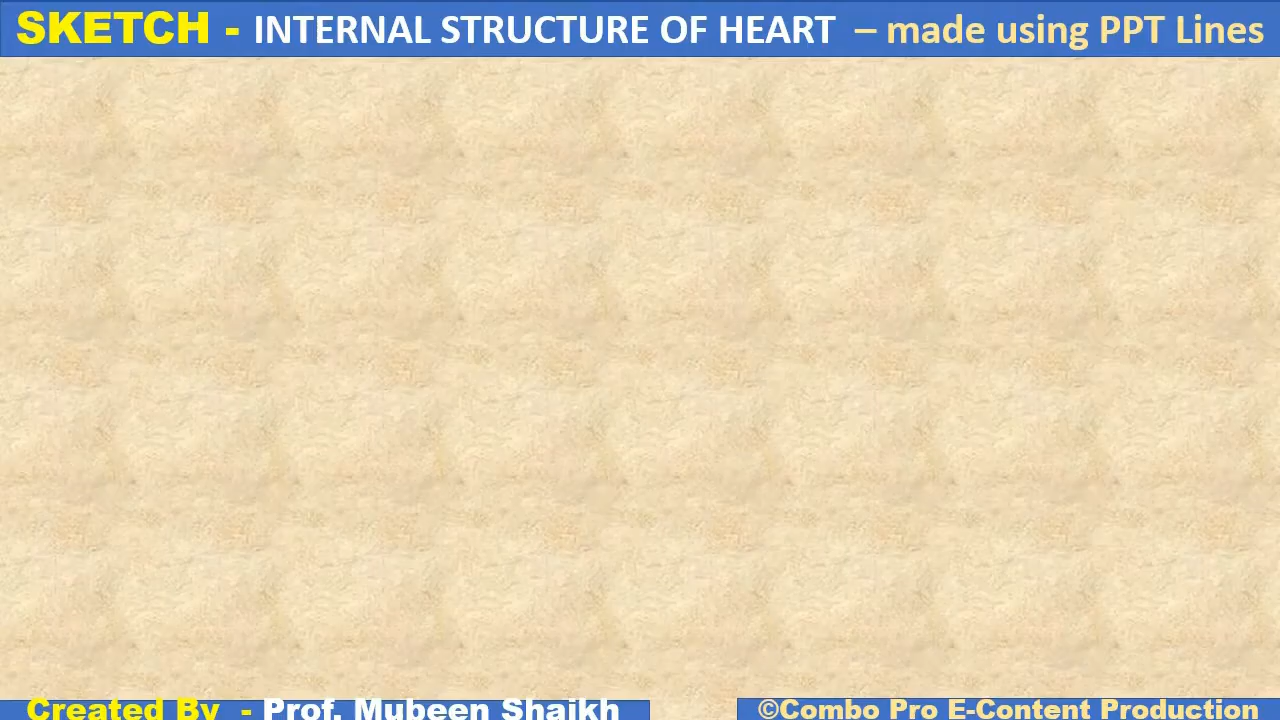 SKETCH - INTERNAL STRUCTURE OF HEART – made using PPT Lines
Created By - Prof. Mubeen Shaikh
©Combo Pro E-Content Production